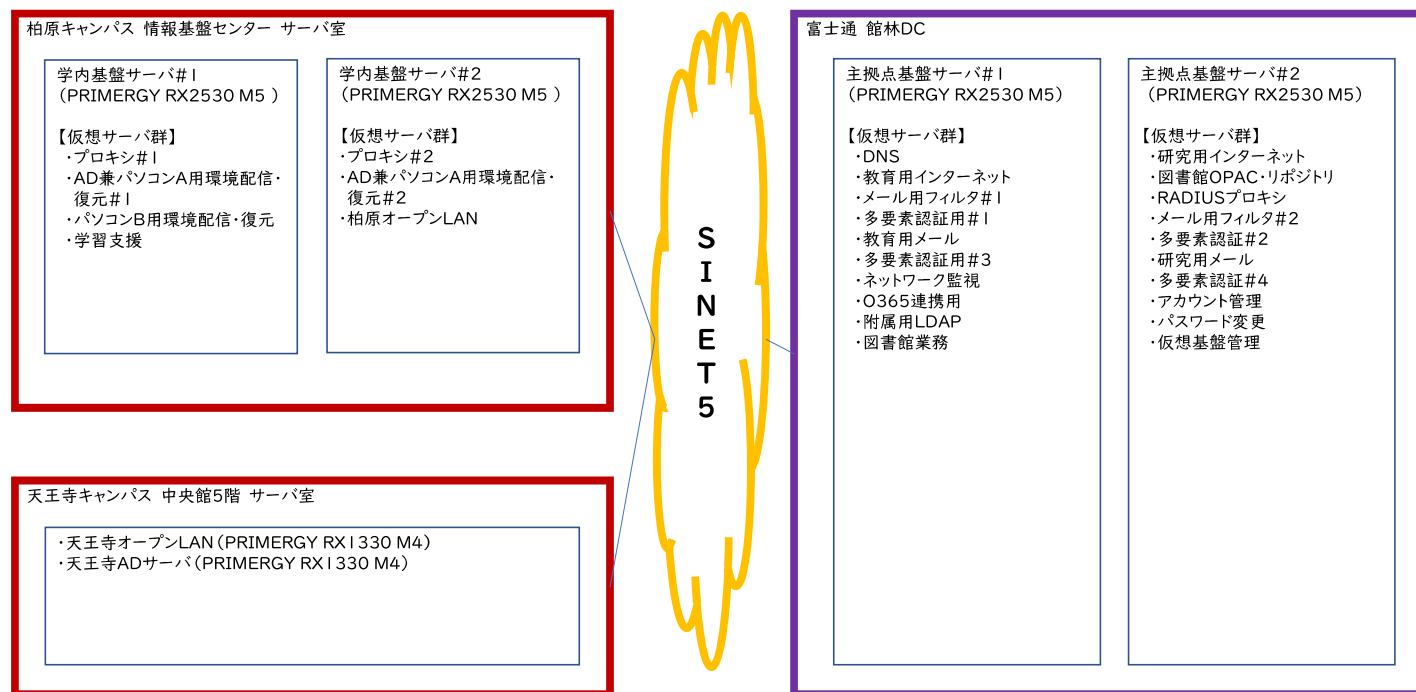 柏原キャンパス 情報基盤センター サーバ室
学内基盤サーバ#1
(PRIMERGY RX2530 M5 )
【仮想サーバ群】
・プロキシ#1
・AD兼パソコンA用環境配信・
復元#1
・パソコンB用環境配信・復元
・学習支援
学内基盤サーバ#2
(PRIMERGY RX2530 M5 )
【仮想サーバ群】
・プロキシ#2
・AD兼パソコンA用環境配信・
復元#2
・柏原オープンLAN
天王寺キャンパス 中央館5階 サーバ室
・天王寺オープンLAN(PRIMERGY RX1330 M4)
・天王寺ADサーバ(PRIMERGY RX1330 M4)
SINET5
富士通 館林DC
主拠点基盤サーバ#1
(PRIMERGY RX2530 M5)
【仮想サーバ群】
・DNS
・教育用インターネット
・メール用フィルタ#1
・多要素認証用#1
・教育用メール
・多要素認証用#3
・ネットワーク監視
・O365連携用
・附属用LDAP
・図書館業務
主拠点基盤サーバ#2
(PRIMERGY RX2530 M5)
【仮想サーバ群】
・研究用インターネット
・図書館OPAC・リポジトリ
・RADIUSプロキシ
・メール用フィルタ#2
・多要素認証#2
・研究用メール
・多要素認証#4
・アカウント管理
・パスワード変更
・仮想基盤管理